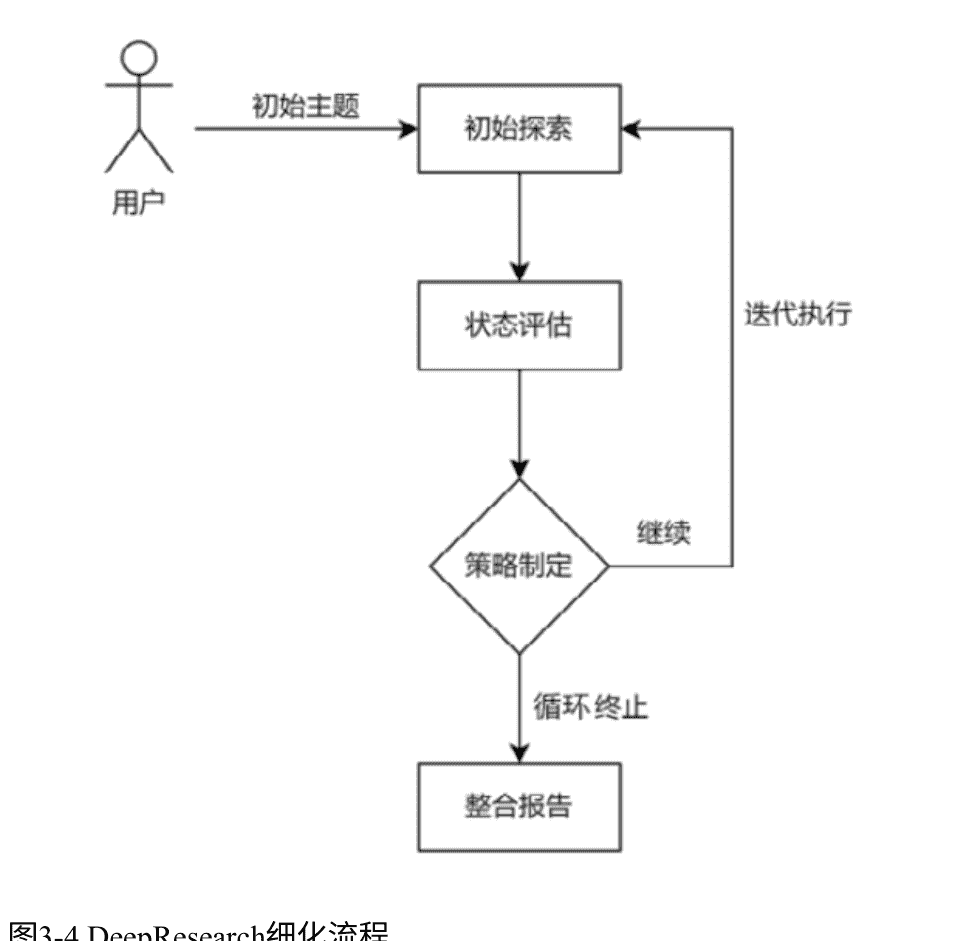 初始主题
初始探索
用户
状态评估
迭代执行
继续
策略制定
循环终止
整合报告
图3-4 DeepResearch细化流程